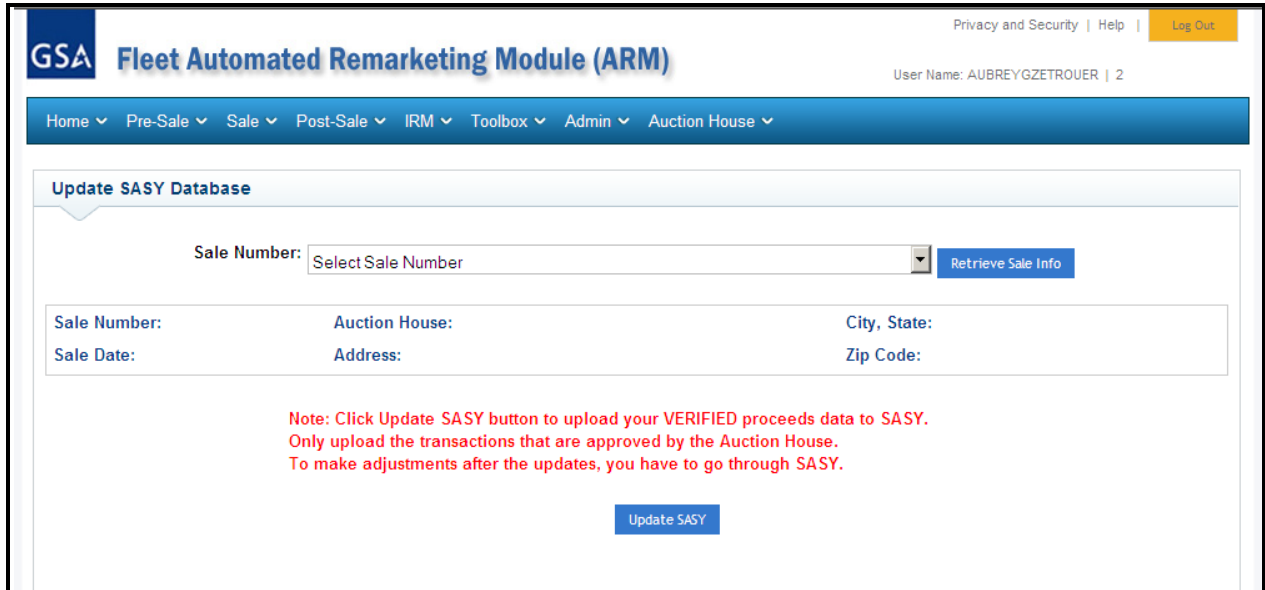 Privacy and Security | Help | Log Out
GSA Fleet Automated Remarketing Module (ARM)
User Name: AUBREYGZETROUER | 2
Home Pre-Sale Sale Post-Sale IRM Toolbox Admin Auction House
Update SASY Database
Sale Number: Select Sale Number Retrieve Sale Info
Sale Number: Auction House: City, State:
Sale Date: Address: Zip Code:
Note: Click Update SASY button to upload your VERIFIED proceeds data to SASY.
Only upload the transactions that are approved by the Auction House.
To make adjustments after the updates, you have to go through SASY.
Update SASY